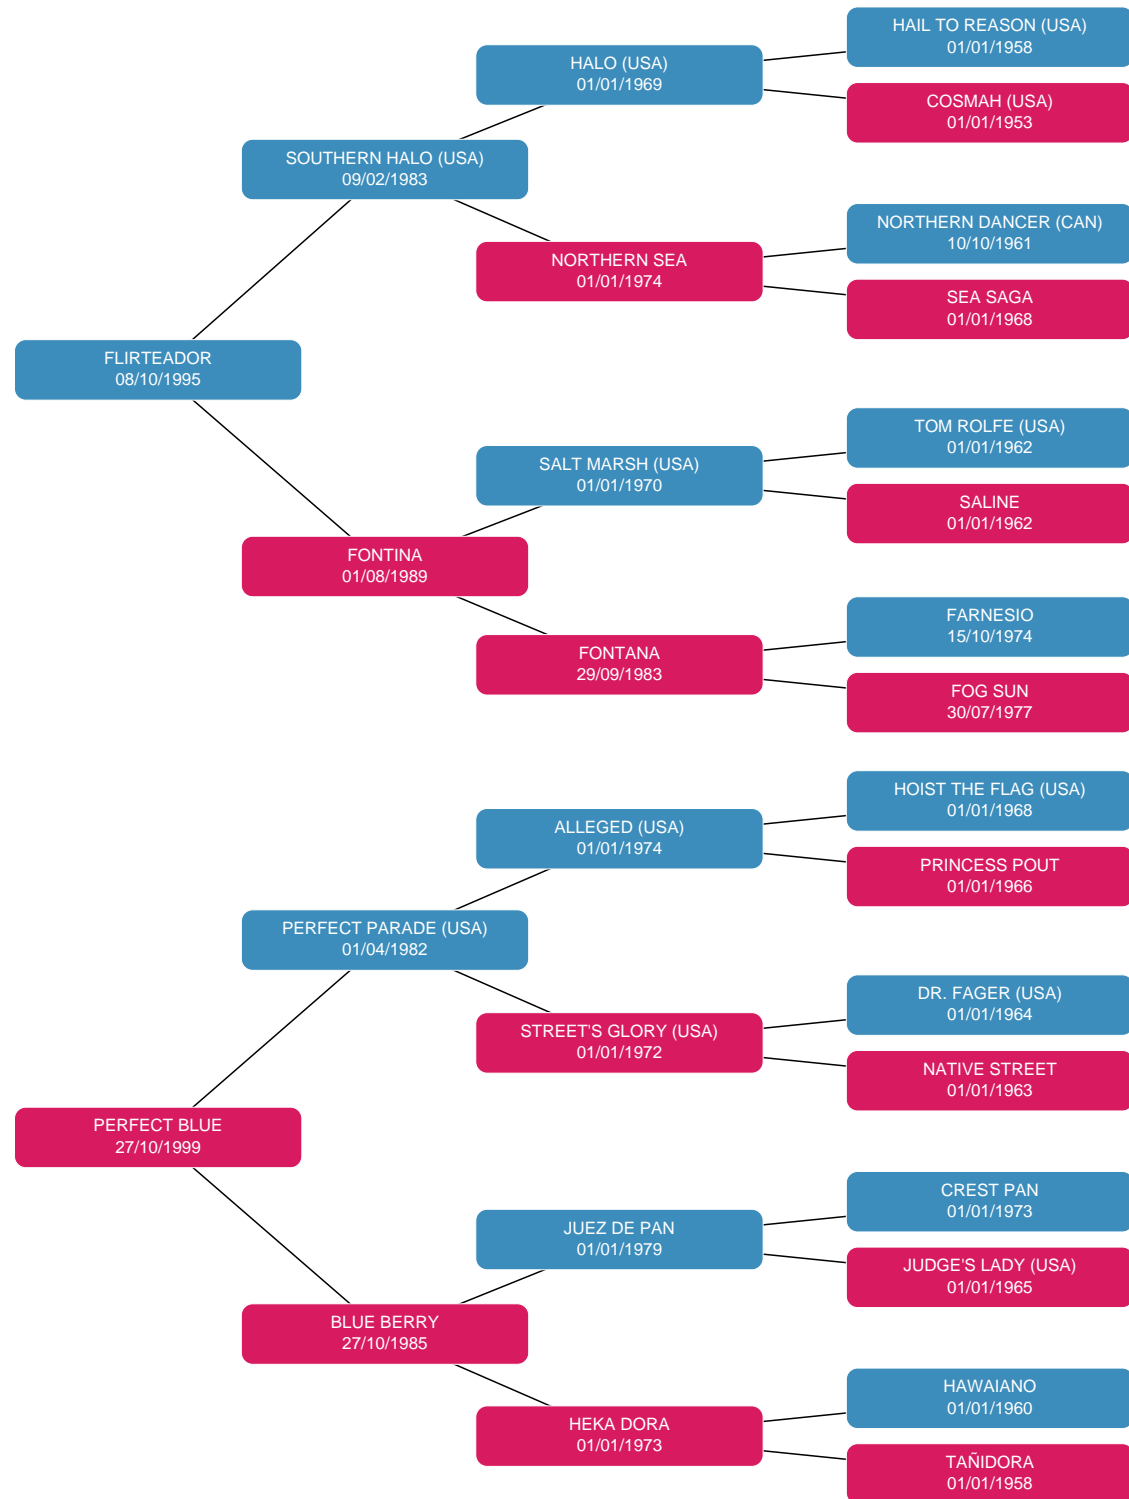 HAIL TO REASON (USA)
01/01/1958
HALO (USA)
01/01/1969
COSMAH (USA)
01/01/1953
SOUTHERN HALO (USA)
09/02/1983
NORTHERN DANCER (CAN)
10/10/1961
NORTHERN SEA
01/01/1974
SEA SAGA
01/01/1968
FLIRTEADOR
08/10/1995
TOM ROLFE (USA)
01/01/1962
SALT MARSH (USA)
01/01/1970
SALINE
01/01/1962
FONTINA
01/08/1989
FARNESIO
15/10/1974
FONTANA
29/09/1983
FOG SUN
30/07/1977
HOIST THE FLAG (USA)
01/01/1968
ALLEGED (USA)
01/01/1974
PRINCESS POUT
01/01/1966
PERFECT PARADE (USA)
01/04/1982
DR. FAGER (USA)
01/01/1964
STREET'S GLORY (USA)
01/01/1972
NATIVE STREET
01/01/1963
PERFECT BLUE
27/10/1999
CREST PAN
01/01/1973
JUEZ DE PAN
01/01/1979
JUDGE'S LADY (USA)
01/01/1965
BLUE BERRY
27/10/1985
HAWAIANO
01/01/1960
HEKA DORA
01/01/1973
TAÑIDORA
01/01/1958